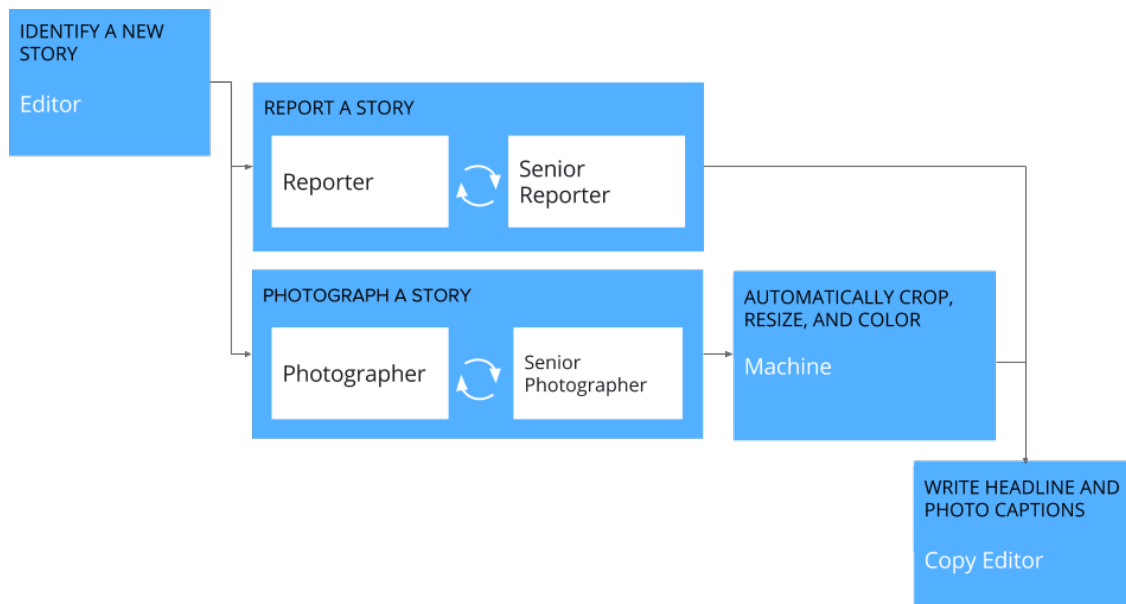 IDENTIFY A NEW
STORY
Editor
REPORT A STORY
Reporter
Senior
Reporter
PHOTOGRAPH A STORY
Photographer
Senior
Photographer
AUTOMATICALLY CROP,
RESIZE, AND COLOR
Machine
WRITE HEADLINE AND
PHOTO CAPTIONS
Copy Editor